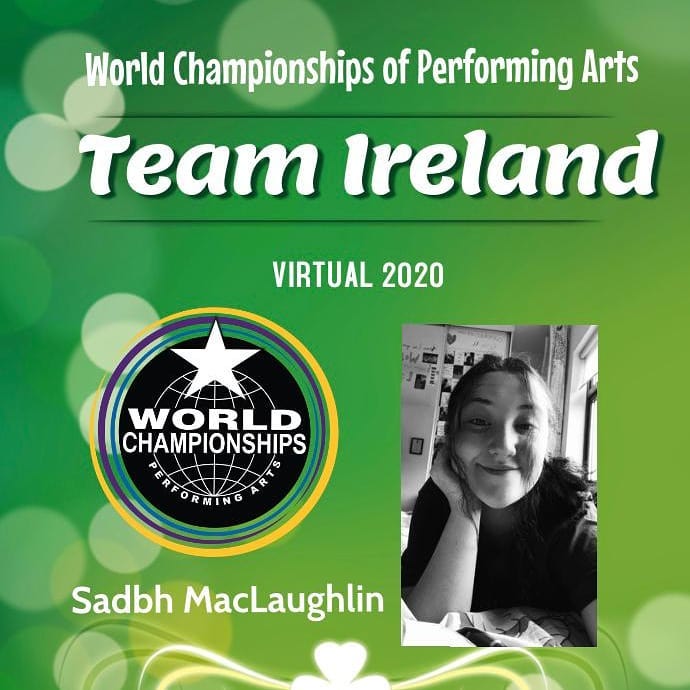 World Championships of Performing Arts
Team Ireland
VIRTUAL 2020
WORLD
CHAMPIONSHIPS
PERFORMING ARTS
Sadbh MacLaughlin